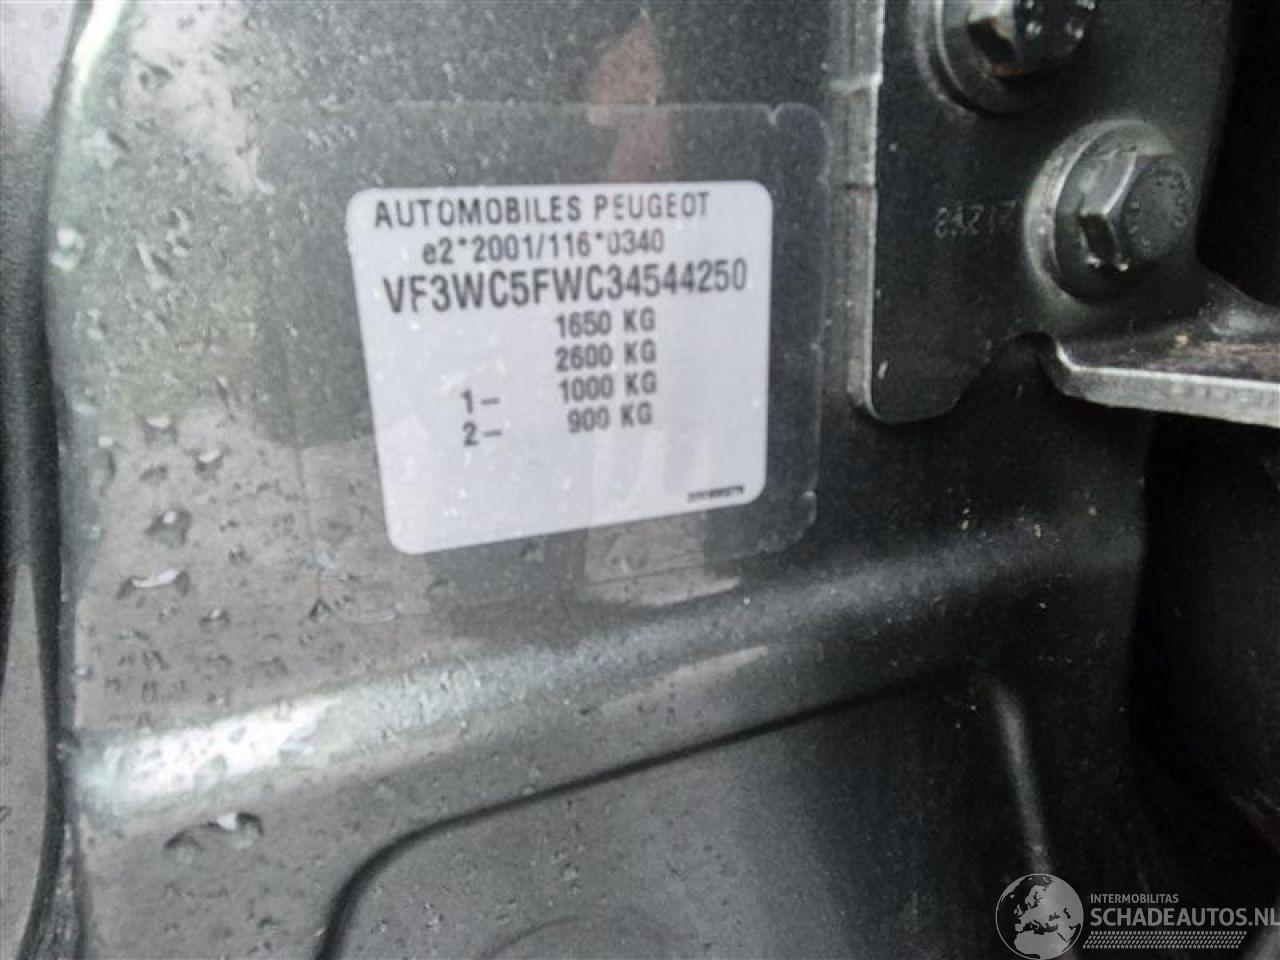 AUTOMOBILES PEUGEOT
e2*2001/116*0340
VF3WC5FWC34544250
1650 KG
2600 KG
1- 1000 KG
2- 900 KG
INTERMOBILITAS
SCHADEAUTOS.NL